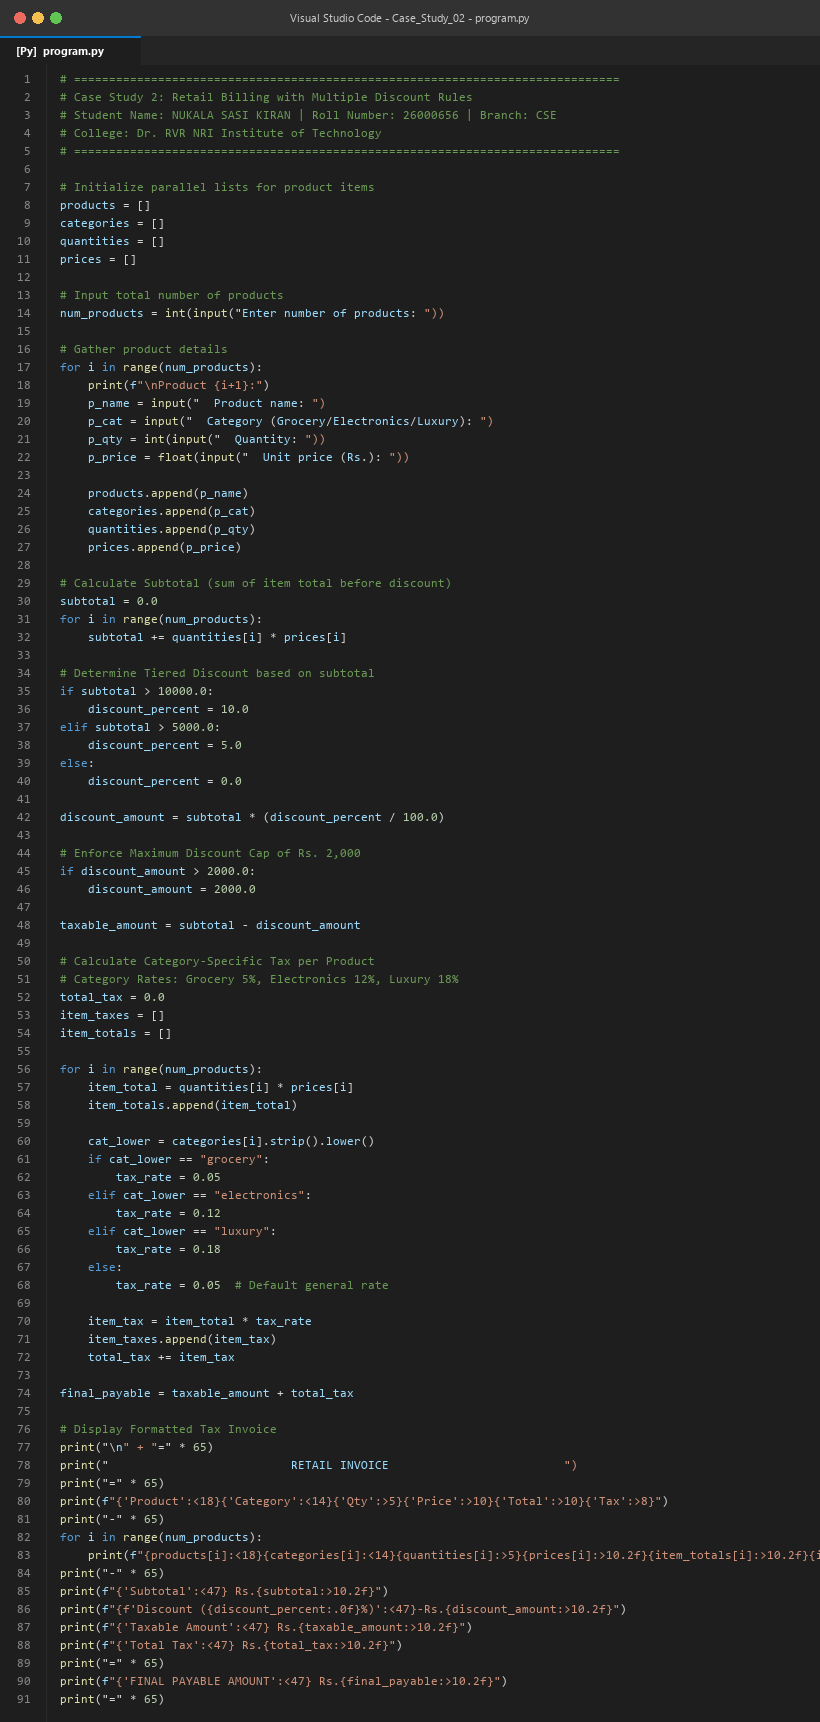 Visual Studio Code - Case_Study_02 - program.py
[Py] program.py
1 # ==============================================================================
2 # Case Study 2: Retail Billing with Multiple Discount Rules
3 # Student Name: NUKALA SASI KIRAN | Roll Number: 26000656 | Branch: CSE
4 # College: Dr. RVR NRI Institute of Technology
5 # ==============================================================================
6
7 # Initialize parallel lists for product items
8 products = []
9 categories = []
10 quantities = []
11 prices = []
12
13 # Input total number of products
14 num_products = int(input("Enter number of products: "))
15
16 # Gather product details
17 for i in range(num_products):
18     print(f"\nProduct {i+1}:")
19     p_name = input("  Product name: ")
20     p_cat = input("  Category (Grocery/Electronics/Luxury): ")
21     p_qty = int(input("  Quantity: "))
22     p_price = float(input("  Unit price (Rs.): "))
23
24     products.append(p_name)
25     categories.append(p_cat)
26     quantities.append(p_qty)
27     prices.append(p_price)
28
29 # Calculate Subtotal (sum of item total before discount)
30 subtotal = 0.0
31 for i in range(num_products):
32     subtotal += quantities[i] * prices[i]
33
34 # Determine Tiered Discount based on subtotal
35 if subtotal > 10000.0:
36     discount_percent = 10.0
37 elif subtotal > 5000.0:
38     discount_percent = 5.0
39 else:
40     discount_percent = 0.0
41
42 discount_amount = subtotal * (discount_percent / 100.0)
43
44 # Enforce Maximum Discount Cap of Rs. 2,000
45 if discount_amount > 2000.0:
46     discount_amount = 2000.0
47
48 taxable_amount = subtotal - discount_amount
49
50 # Calculate Category-Specific Tax per Product
51 # Category Rates: Grocery 5%, Electronics 12%, Luxury 18%
52 total_tax = 0.0
53 item_taxes = []
54 item_totals = []
55
56 for i in range(num_products):
57     item_total = quantities[i] * prices[i]
58     item_totals.append(item_total)
59
60     cat_lower = categories[i].strip().lower()
61     if cat_lower == "grocery":
62         tax_rate = 0.05
63     elif cat_lower == "electronics":
64         tax_rate = 0.12
65     elif cat_lower == "luxury":
66         tax_rate = 0.18
67     else:
68         tax_rate = 0.05  # Default general rate
69
70     item_tax = item_total * tax_rate
71     item_taxes.append(item_tax)
72     total_tax += item_tax
73
74 final_payable = taxable_amount + total_tax
75
76 # Display Formatted Tax Invoice
77 print("\n" + "=" * 65)
78 print("                          RETAIL INVOICE                         ")
79 print("=" * 65)
80 print(f"{'Product':<18}{'Category':<14}{'Qty':>5}{'Price':>10}{'Total':>10}{'Tax':>8}")
81 print("-" * 65)
82 for i in range(num_products):
83     print(f"{products[i]:<18}{categories[i]:<14}{quantities[i]:>5}{prices[i]:>10.2f}{item_totals[i]:>10.2f}{i
84 print("-" * 65)
85 print(f"{'Subtotal':<47} Rs.{subtotal:>10.2f}")
86 print(f"{f'Discount ({discount_percent:.0f}%)':<47}-Rs.{discount_amount:>10.2f}")
87 print(f"{'Taxable Amount':<47} Rs.{taxable_amount:>10.2f}")
88 print(f"{'Total Tax':<47} Rs.{total_tax:>10.2f}")
89 print("=" * 65)
90 print(f"{'FINAL PAYABLE AMOUNT':<47} Rs.{final_payable:>10.2f}")
91 print("=" * 65)